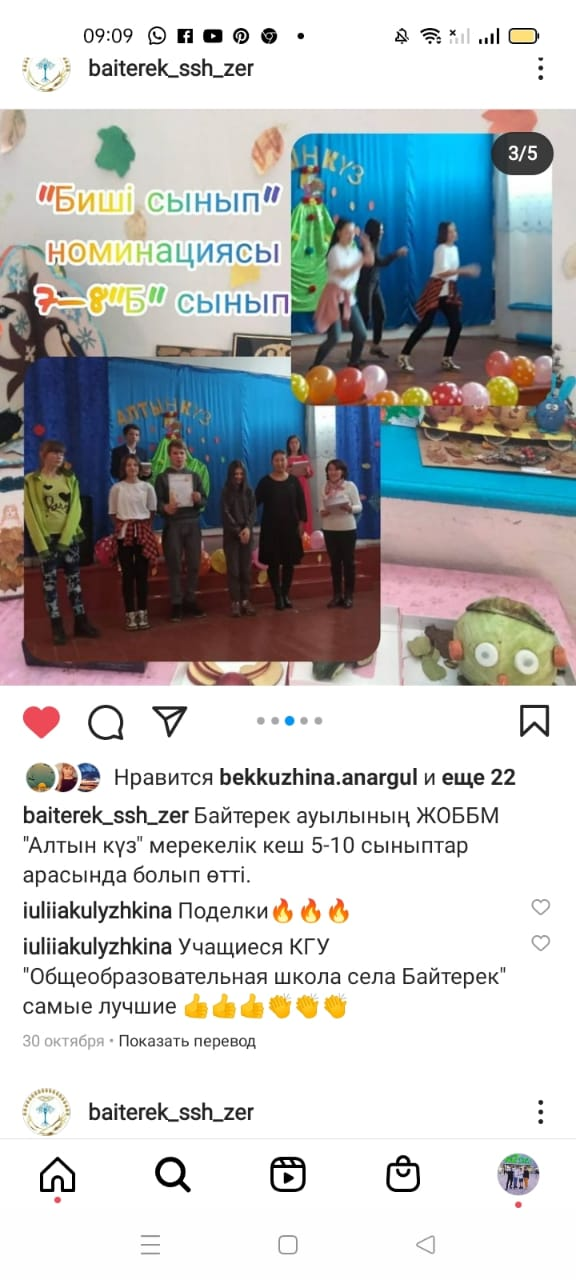 09:09
baiterek_ssh_zer
3/5
"Биші сынып"
номинациясы
7-8"Б" сынып
АЛТЫН КҮЗ
Нравится bekkuzhina.anargul и еще 22
baiterek_ssh_zer Байтерек ауылының ЖОББМ
"Алтын күз" мерекелік кеш 5-10 сыныптар
арасында болып өтті.
iuliiakulyzhkina Поделки🔥🔥🔥
iuliiakulyzhkina Учащиеся КГУ
"Общеобразовательная школа села Байтерек"
самые лучшие 👍👍👍👏👏👏
30 октября • Показать перевод
baiterek_ssh_zer